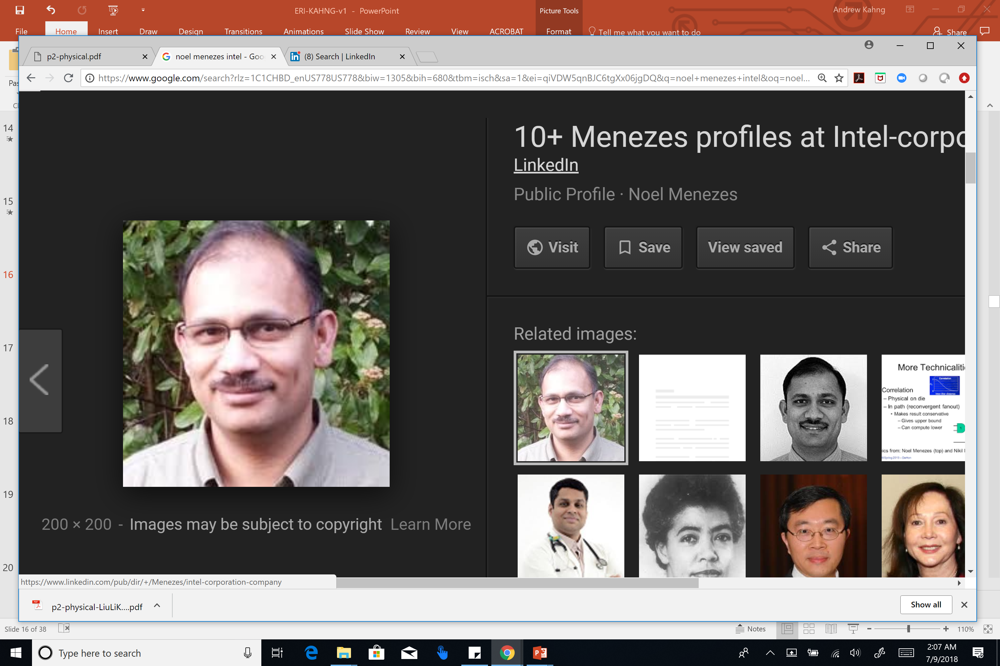 ERI-KAHNG-v1 - PowerPoint
Picture Tools
Andrew Kahng
File Home Insert Draw Design Transitions Animations Slide Show Review View ACROBAT Format Tell me what you want to do Share
p2-physical.pdf
noel menezes intel - Goo
(8) Search | LinkedIn
https://www.google.com/search?rlz=1C1CHBD_enUS778US778&biw=1305&bih=680&tbm=isch&sa=1&ei=qiVDW5qnBJC6tgXx06jgDQ&q=noel+menezes+intel&oq=noel...
Pas
Cl
14
15
16
17
18
19
20
10+ Menezes profiles at Intel-corpo
LinkedIn
Public Profile · Noel Menezes
Visit
Save
View saved
Share
Related images:
More Technicaliti
Correlation
Correlation
– Physical on die
– In path (reconvergent fanout)
• Makes result conservative
– Gives upper bound
– Can compute lower
1
ics from: Noel Menezes (top) and Nikil
Spring 2013 – DeHon
200 × 200 - Images may be subject to copyright Learn More
https://www.linkedin.com/pub/dir/+/Menezes/intel-corporation-company
PDF
p2-physical-LiuLiK....pdf
Show all
Slide 16 of 38
Notes
110%
Type here to search
2:07 AM
7/9/2018